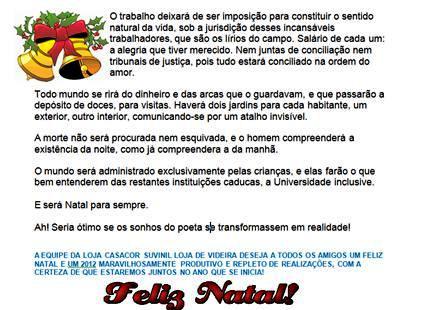 O trabalho deixará de ser imposição para constituir o sentido
natural da vida, sob a jurisdição desses incansáveis
trabalhadores, que são os lírios do campo. Salário de cada um:
a alegria que tiver merecido. Nem juntas de conciliação nem
tribunais de justiça, pois tudo estará conciliado na ordem do
amor.
Todo mundo se rirá do dinheiro e das arcas que o guardavam, e que passarão a
depósito de doces, para visitas. Haverá dois jardins para cada habitante, um
exterior, outro interior, comunicando-se por um atalho invisível.
A morte não será procurada nem esquivada, e o homem compreenderá a
existência da noite, como já compreendera a da manhã.
O mundo será administrado exclusivamente pelas crianças, e elas farão o que
bem entenderem das restantes instituições caducas, a Universidade inclusive.
E será Natal para sempre.
Ah! Seria ótimo se os sonhos do poeta se transformassem em realidade!
A EQUIPE DA LOJA CASACOR SUVINIL LOJA DE VIDEIRA DESEJA A TODOS OS AMIGOS UM FELIZ
NATAL E UM 2012 MARAVILHOSAMENTE PRODUTIVO E REPLETO DE REALIZAÇÕES, COM A
CERTEZA DE QUE ESTAREMOS JUNTOS NO ANO QUE SE INICIA!
Feliz Natal!